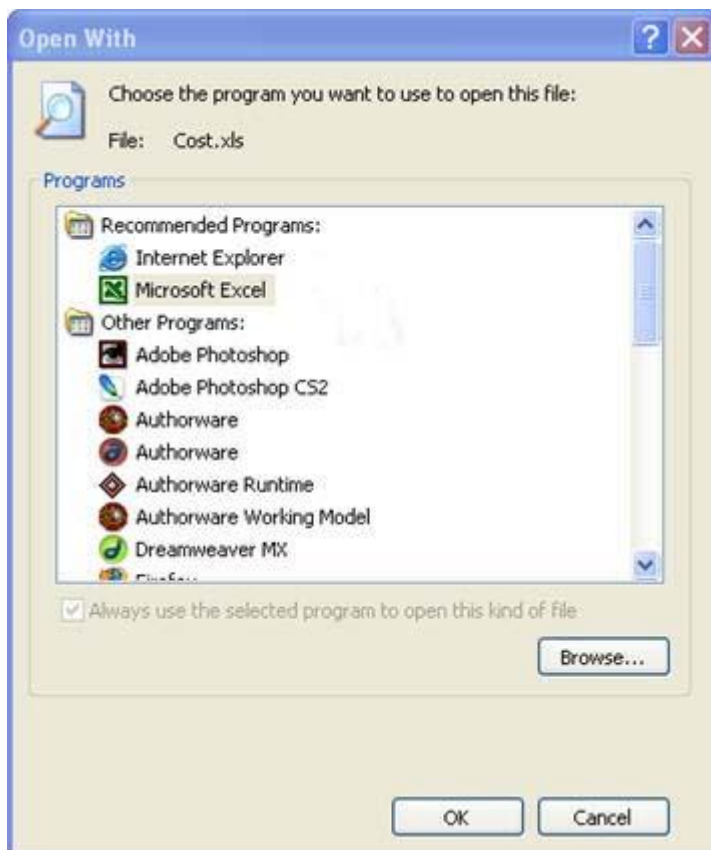 Open With
Choose the program you want to use to open this file:
File: Cost.xls
Programs
Recommended Programs:
Internet Explorer
Microsoft Excel
Other Programs:
Adobe Photoshop
Adobe Photoshop CS2
Authorware
Authorware
Authorware Runtime
Authorware Working Model
Dreamweaver MX
Firefox
Always use the selected program to open this kind of file
Browse...
OK Cancel